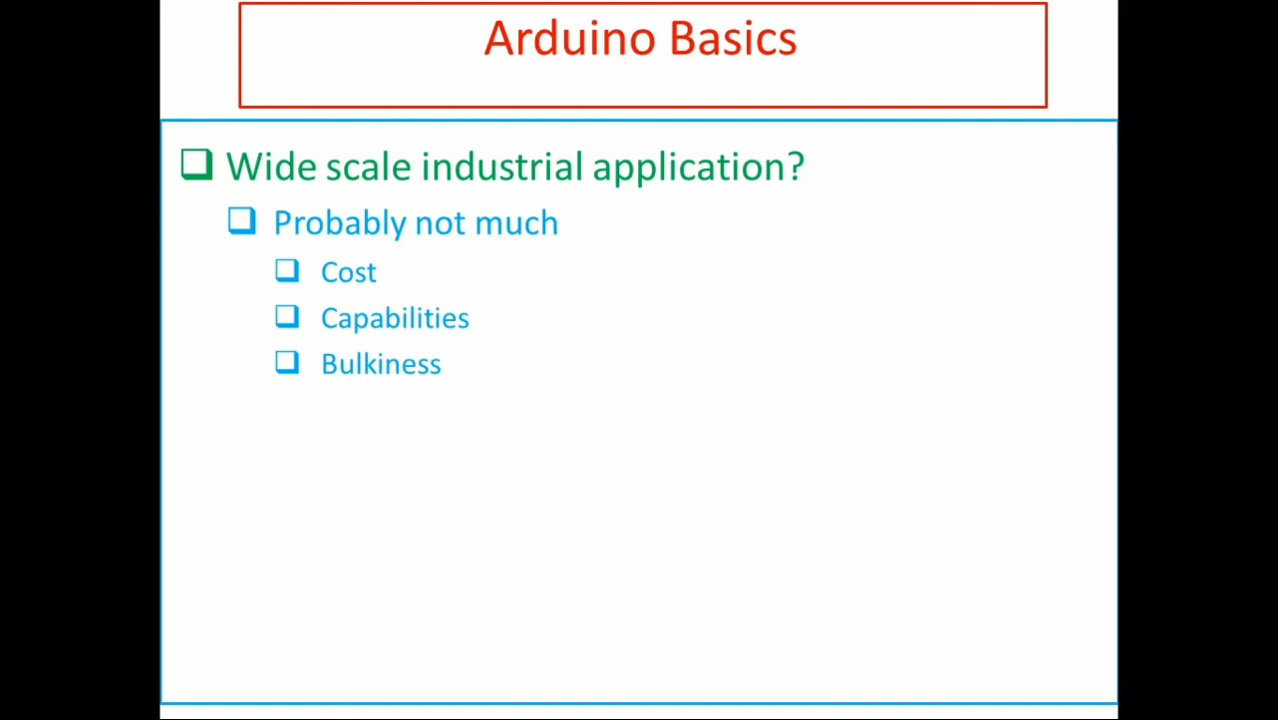 Arduino Basics
Wide scale industrial application?
Probably not much
Cost
Capabilities
Bulkiness